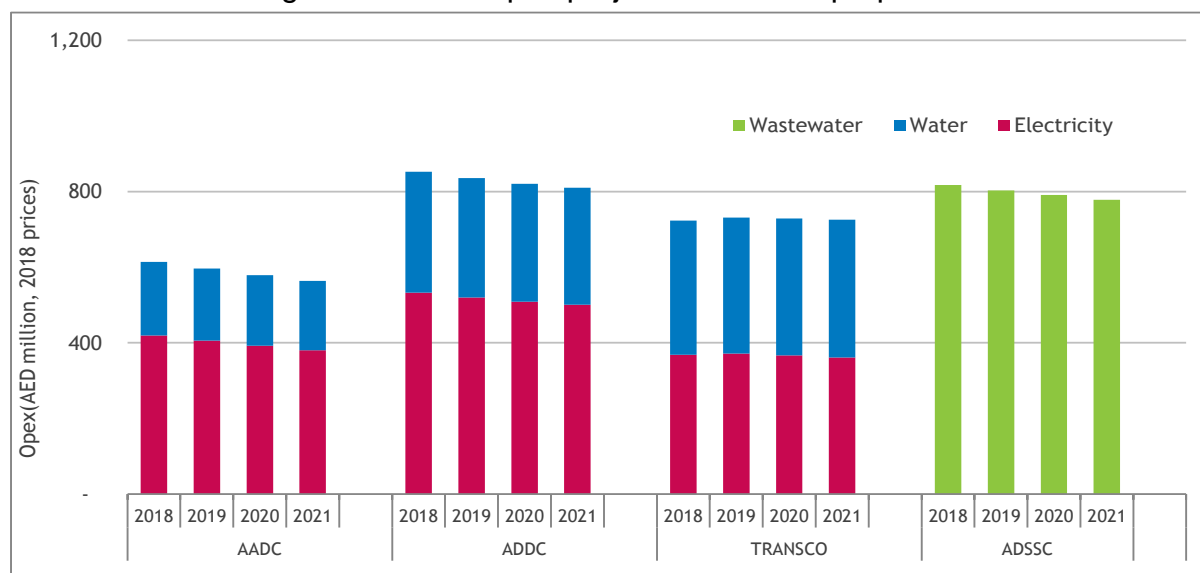 1,200
Wastewater Water Electricity
800
400
-
Opex(AED million, 2018 prices)
2018 2019 2020 2021 2018 2019 2020 2021 2018 2019 2020 2021 2018 2019 2020 2021
AADC ADDC TRANSCO ADSSC